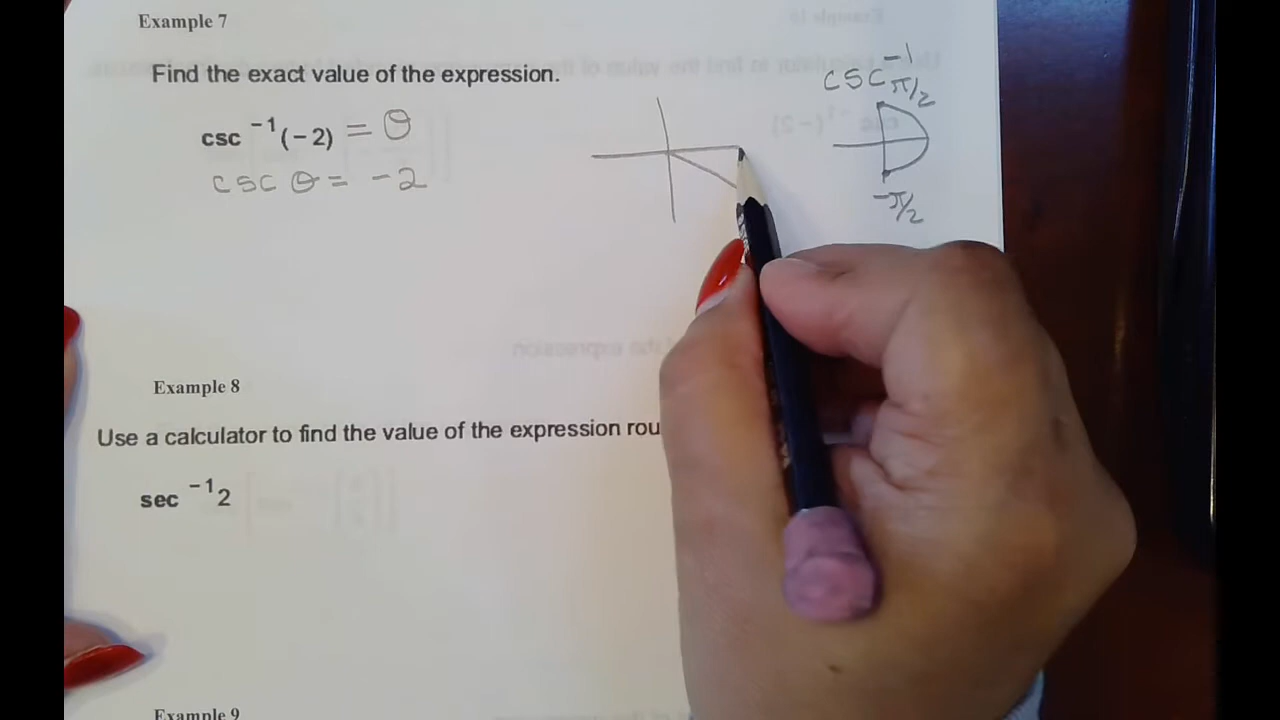 Example 7
Find the exact value of the expression.
csc ⁻¹(−2) = θ
csc θ = −2
csc⁻¹
π/2
−π/2
Example 8
Use a calculator to find the value of the expression rou
sec ⁻¹2
Example 9